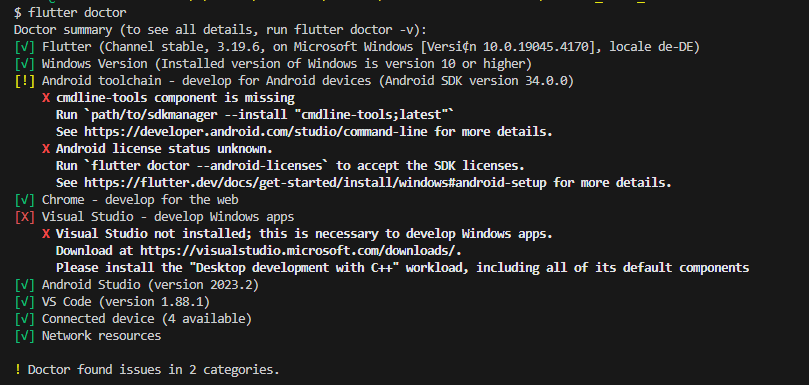 $ flutter doctor
Doctor summary (to see all details, run flutter doctor -v):
[√] Flutter (Channel stable, 3.19.6, on Microsoft Windows [Versi¢n 10.0.19045.4170], locale de-DE)
[√] Windows Version (Installed version of Windows is version 10 or higher)
[!] Android toolchain - develop for Android devices (Android SDK version 34.0.0)
    X cmdline-tools component is missing
      Run `path/to/sdkmanager --install "cmdline-tools;latest"`
      See https://developer.android.com/studio/command-line for more details.
    X Android license status unknown.
      Run `flutter doctor --android-licenses` to accept the SDK licenses.
      See https://flutter.dev/docs/get-started/install/windows#android-setup for more details.
[√] Chrome - develop for the web
[X] Visual Studio - develop Windows apps
    X Visual Studio not installed; this is necessary to develop Windows apps.
      Download at https://visualstudio.microsoft.com/downloads/.
      Please install the "Desktop development with C++" workload, including all of its default components
[√] Android Studio (version 2023.2)
[√] VS Code (version 1.88.1)
[√] Connected device (4 available)
[√] Network resources
! Doctor found issues in 2 categories.